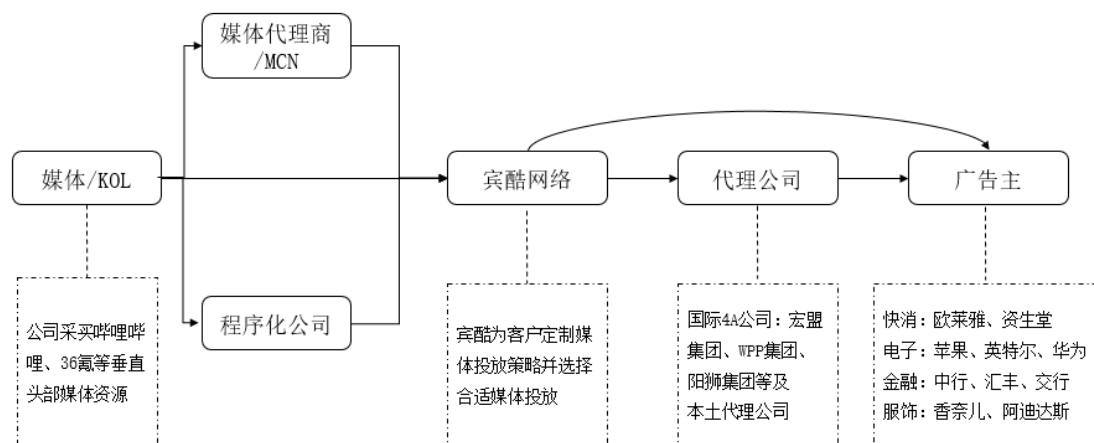 媒体代理商
/MCN
媒体/KOL
宾酷网络
代理公司
广告主
程序化公司
公司采买哔哩哔
哩、36氪等垂直
头部媒体资源
宾酷为客户定制媒
体投放策略并选择
合适媒体投放
国际4A公司：宏盟
集团、WPP集团、
阳狮集团等及
本土代理公司
快消：欧莱雅、资生堂
电子：苹果、英特尔、华为
金融：中行、汇丰、交行
服饰：香奈儿、阿迪达斯